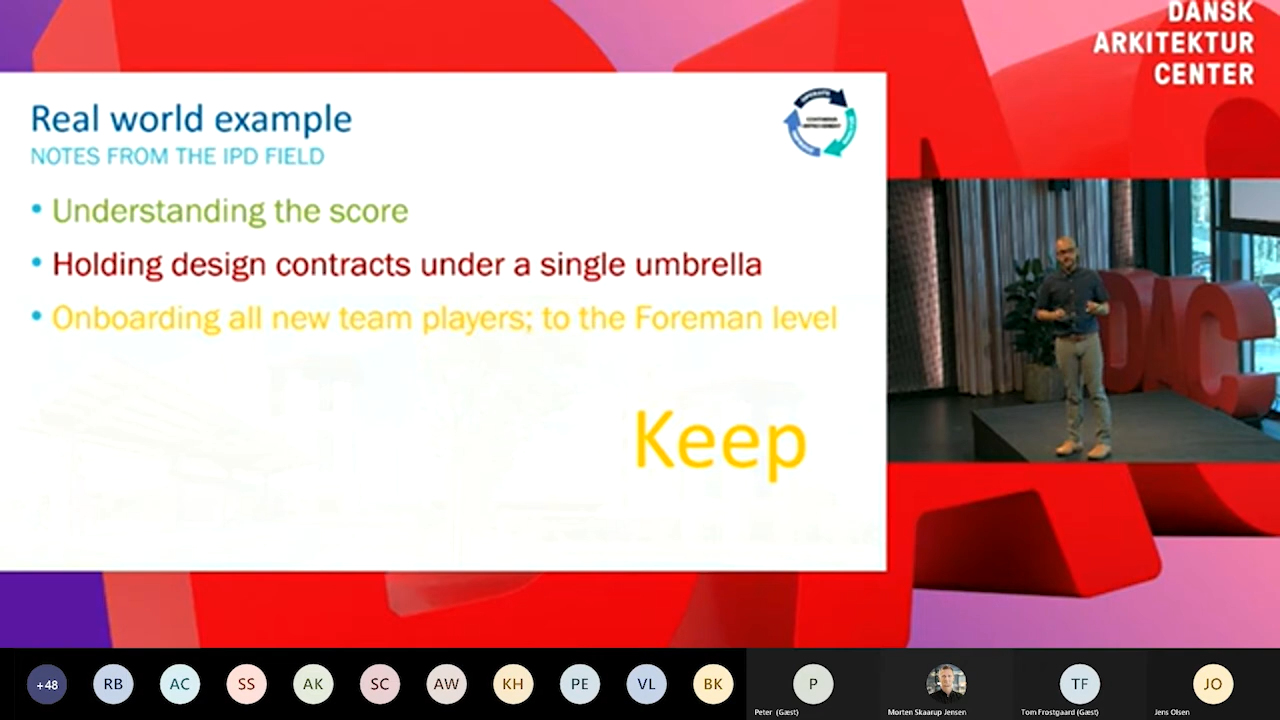 DANSK
ARKITEKTUR
CENTER
Real world example
NOTES FROM THE IPD FIELD
• Understanding the score
• Holding design contracts under a single umbrella
• Onboarding all new team players; to the Foreman level
Keep
DAC
+48
RB
AC
SS
AK
SC
AW
KH
PE
VL
BK
P
TF
JO
Peter (Gæst)
Morten Skaarup Jensen
Tom Frostgaard (Gæst)
Jens Olsen